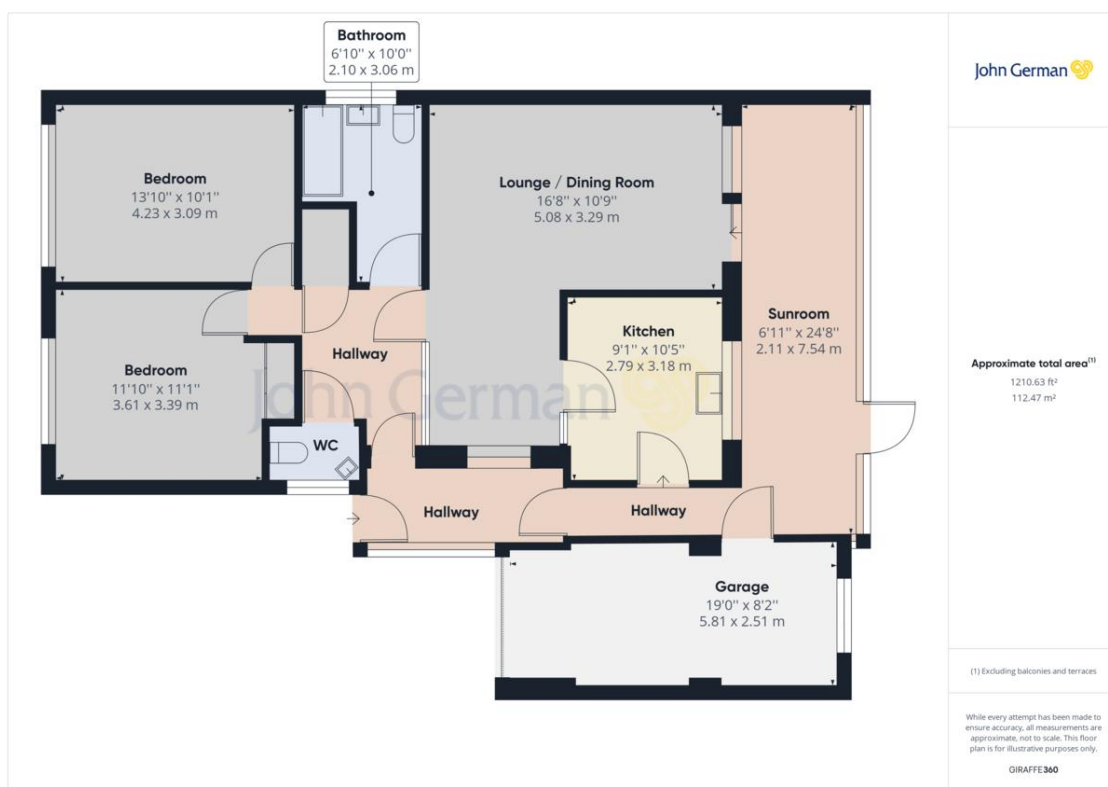 Bathroom
6'10" x 10'0"
2.10 x 3.06 m
John German
Bedroom
13'10" x 10'1"
4.23 x 3.09 m
Lounge / Dining Room
16'8" x 10'9"
5.08 x 3.29 m
Sunroom
6'11" x 24'8"
2.11 x 7.54 m
Kitchen
9'1" x 10'5"
2.79 x 3.18 m
Hallway
Bedroom
11'10" x 11'1"
3.61 x 3.39 m
John German
WC
Hallway
Hallway
Garage
19'0" x 8'2"
5.81 x 2.51 m
Approximate total area(1)
1210.63 ft²
112.47 m²
(1) Excluding balconies and terraces
While every attempt has been made to
ensure accuracy, all measurements are
approximate, not to scale. This floor
plan is for illustrative purposes only.
GIRAFFE360